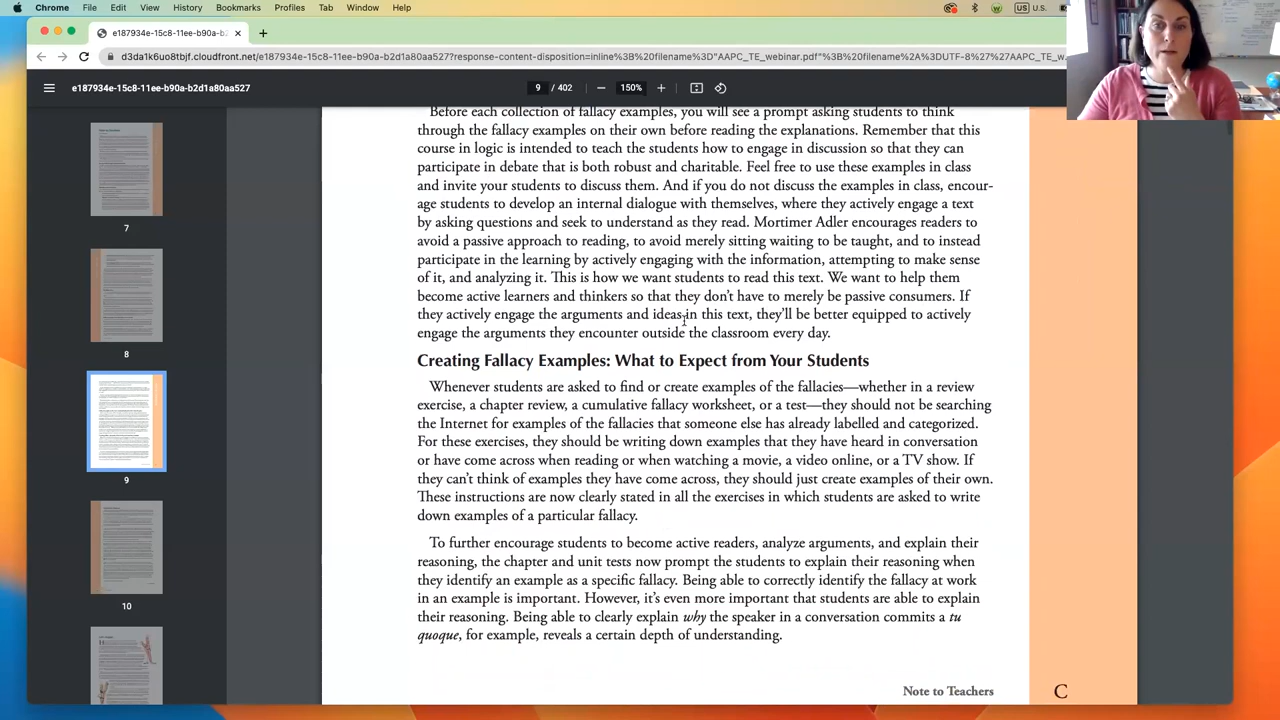 Chrome File Edit View History Bookmarks Profiles Tab Window Help US U.S.
e187934e-15c8-11ee-b90a-b2
d3da1k6uo8tbjf.cloudfront.net/e187934e-15c8-11ee-b90a-b2d1a80aa527?response-content-disposition=inline%3B%20filename%3D"AAPC_TE_webinar.pdf"%3B%20filename%2A%3DUTF-8%27%27AAPC_TE_w
e187934e-15c8-11ee-b90a-b2d1a80aa527 9 / 402 150%
7
8
9
10
Before each collection of fallacy examples, you will see a prompt asking students to think
through the fallacy examples on their own before reading the explanations. Remember that this
course in logic is intended to teach the students how to engage in discussion so that they can
participate in debate that is both robust and charitable. Feel free to use these examples in class
and invite your students to discuss them. And if you do not discuss the examples in class, encour-
age students to develop an internal dialogue with themselves, where they actively engage a text
by asking questions and seek to understand as they read. Mortimer Adler encourages readers to
avoid a passive approach to reading, to avoid merely sitting waiting to be taught, and to instead
participate in the learning by actively engaging with the information, attempting to make sense
of it, and analyzing it. This is how we want students to read this text. We want to help them
become active learners and thinkers so that they don't have to merely be passive consumers. If
they actively engage the arguments and ideas in this text, they'll be better equipped to actively
engage the arguments they encounter outside the classroom every day.
Creating Fallacy Examples: What to Expect from Your Students
Whenever students are asked to find or create examples of the fallacies—whether in a review
exercise, a chapter review, a cumulative fallacy worksheet, or a test—they should not be searching
the Internet for examples of the fallacies that someone else has already labelled and categorized.
For these exercises, they should be writing down examples that they have heard in conversation
or have come across when reading or when watching a movie, a video online, or a TV show. If
they can't think of examples they have come across, they should just create examples of their own.
These instructions are now clearly stated in all the exercises in which students are asked to write
down examples of a particular fallacy.
To further encourage students to become active readers, analyze arguments, and explain their
reasoning, the chapter and unit tests now prompt the students to explain their reasoning when
they identify an example as a specific fallacy. Being able to correctly identify the fallacy at work
in an example is important. However, it's even more important that students are able to explain
their reasoning. Being able to clearly explain why the speaker in a conversation commits a tu
quoque, for example, reveals a certain depth of understanding.
Note to Teachers C